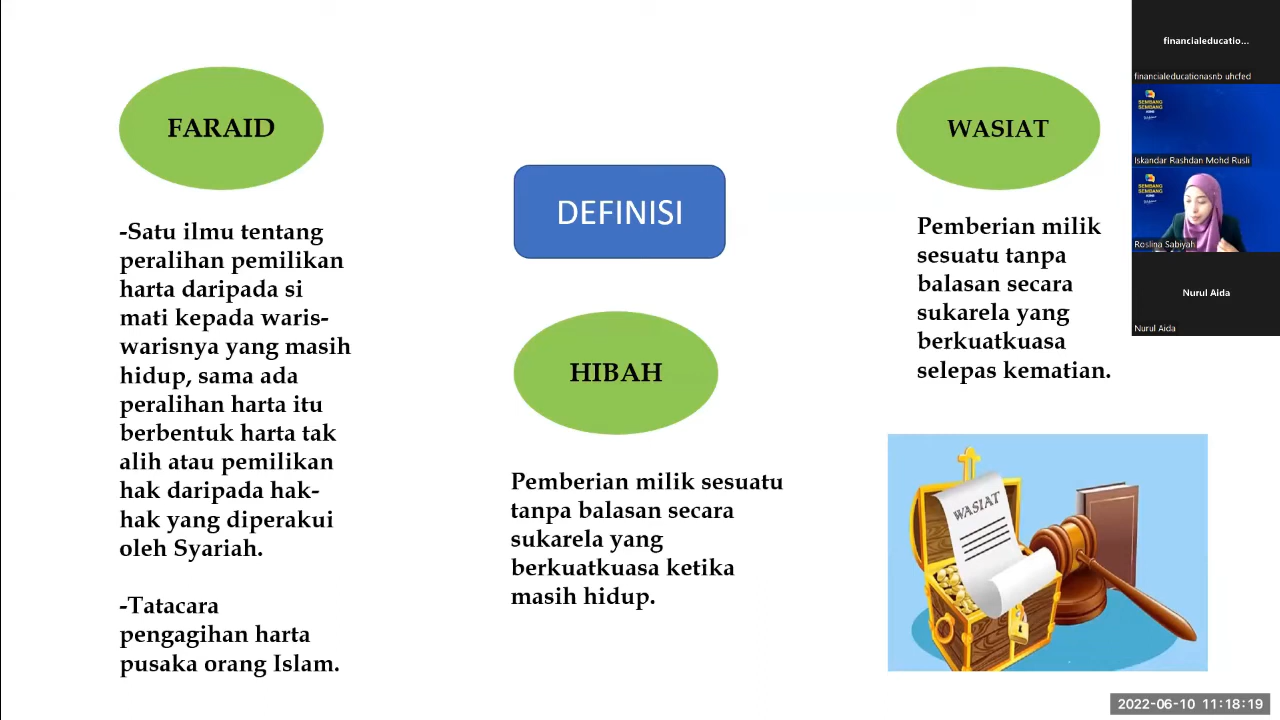 FARAID
-Satu ilmu tentang
peralihan pemilikan
harta daripada si
mati kepada waris-
warisnya yang masih
hidup, sama ada
peralihan harta itu
berbentuk harta tak
alih atau pemilikan
hak daripada hak-
hak yang diperakui
oleh Syariah.
-Tatacara
pengagihan harta
pusaka orang Islam.
DEFINISI
HIBAH
Pemberian milik sesuatu
tanpa balasan secara
sukarela yang
berkuatkuasa ketika
masih hidup.
WASIAT
Pemberian milik
sesuatu tanpa
balasan secara
sukarela yang
berkuatkuasa
selepas kematian.
WASIAT
financialeducatio...
financialeducationasnb uhcfed
SEMBANG
SEMBANG
Iskandar Rashdan Mohd Rusli
SEMBANG
SEMBANG
Roslina Sabiyah
Nurul Aida
Nurul Aida
2022-06-10 11:18:19